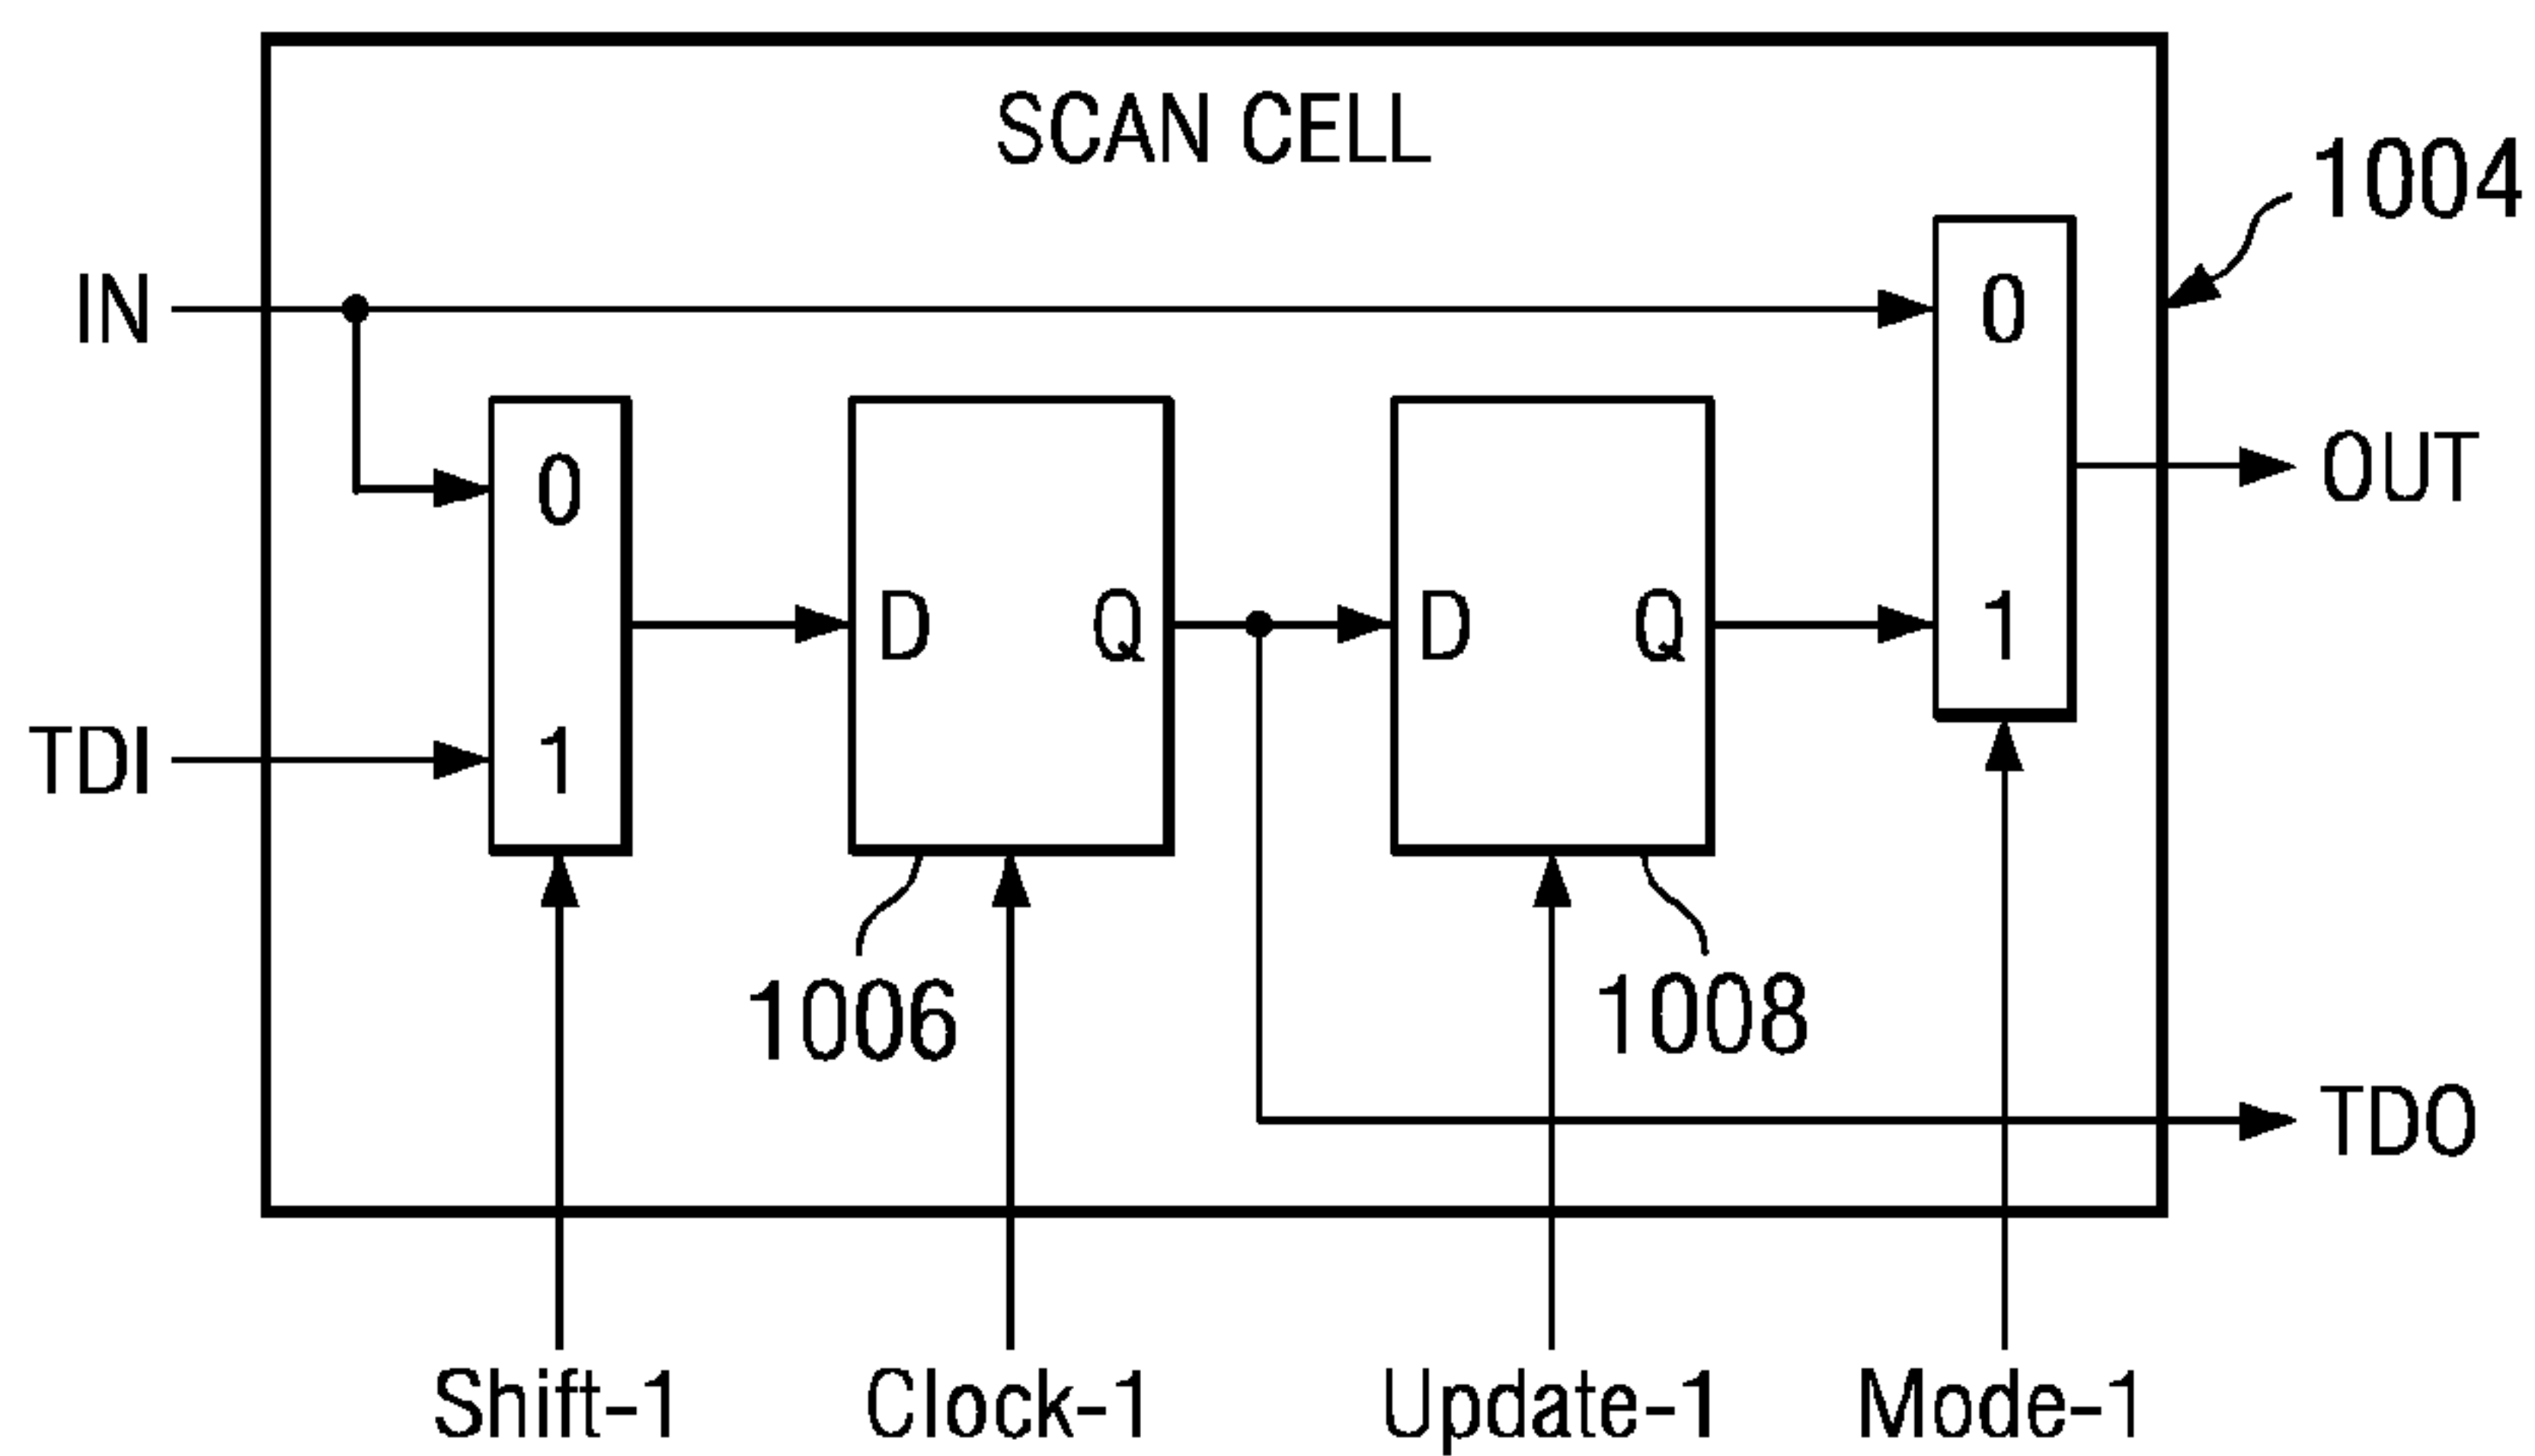 SCAN CELL
1004
IN
0
OUT
0
D
Q
D
Q
1
TDI
1
1006
1008
TDO
Shift-1
Clock-1
Update-1
Mode-1